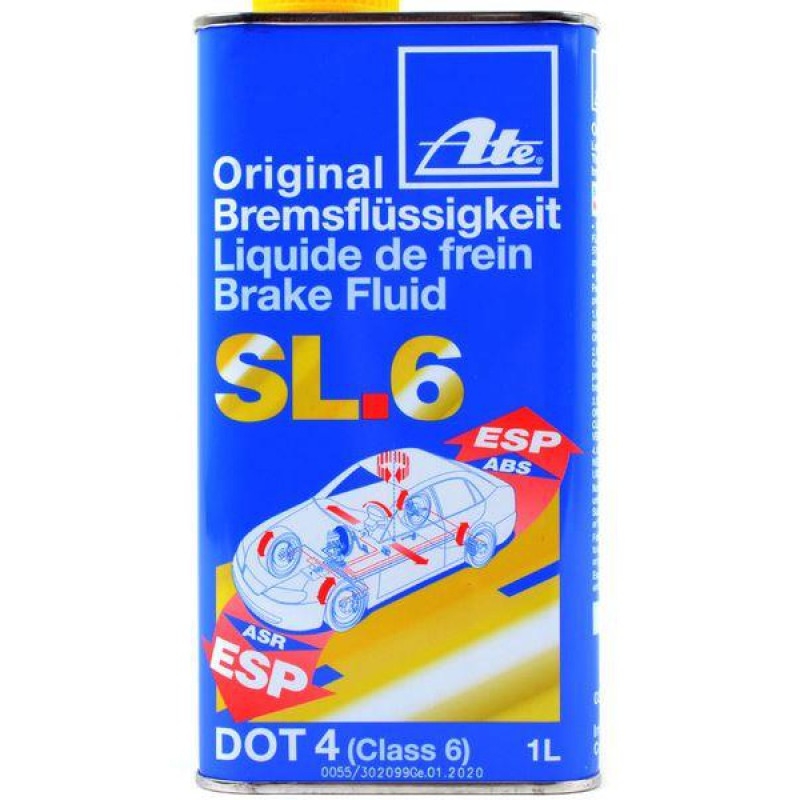 Ate®
Original
Bremsflüssigkeit
Liquide de frein
Brake Fluid
SL.6
ESP
ABS
ASR
ESP
DOT 4 (Class 6) 1L
0055/302099Ge.01.2020